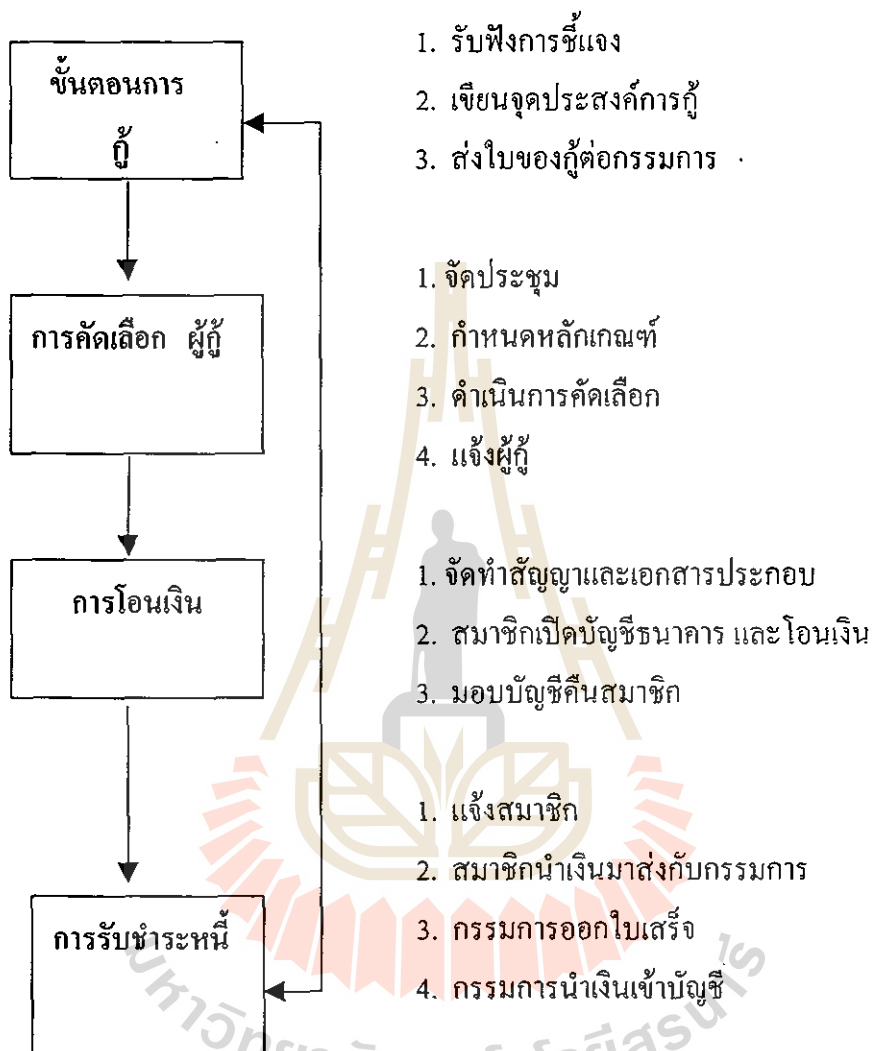 ขั้นตอนการ
กู้
1. รับฟังการชี้แจง
2. เขียนจุดประสงค์การกู้
3. ส่งใบของกู้ต่อกรรมการ
การคัดเลือก ผู้กู้
1. จัดประชุม
2. กำหนดหลักเกณฑ์
3. ดำเนินการคัดเลือก
4. แจ้งผู้กู้
การโอนเงิน
1. จัดทำสัญญาและเอกสารประกอบ
2. สมาชิกเปิดบัญชีธนาคาร และโอนเงิน
3. มอบบัญชีคืนสมาชิก
การรับชำระหนี้
1. แจ้งสมาชิก
2. สมาชิกนำเงินมาส่งกับกรรมการ
3. กรรมการออกใบเสร็จ
4. กรรมการนำเงินเข้าบัญชี